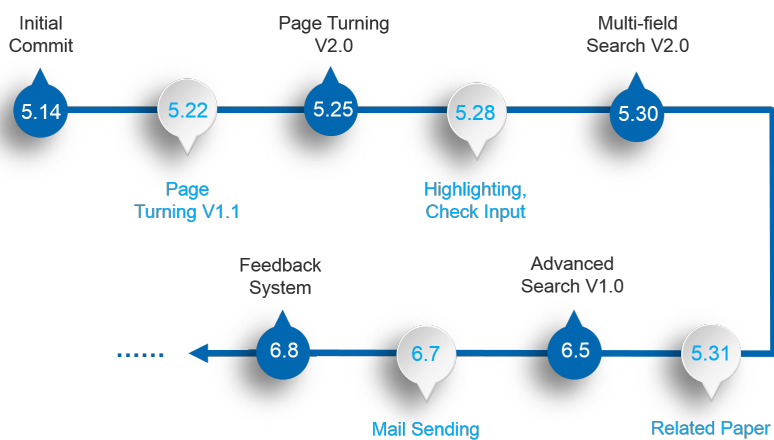 Initial
Commit
5.14
5.22
Page
Turning V1.1
Page Turning
V2.0
5.25
5.28
Highlighting,
Check Input
Multi-field
Search V2.0
5.30
5.31
Related Paper
Advanced
Search V1.0
6.5
6.7
Mail Sending
Feedback
System
6.8
......